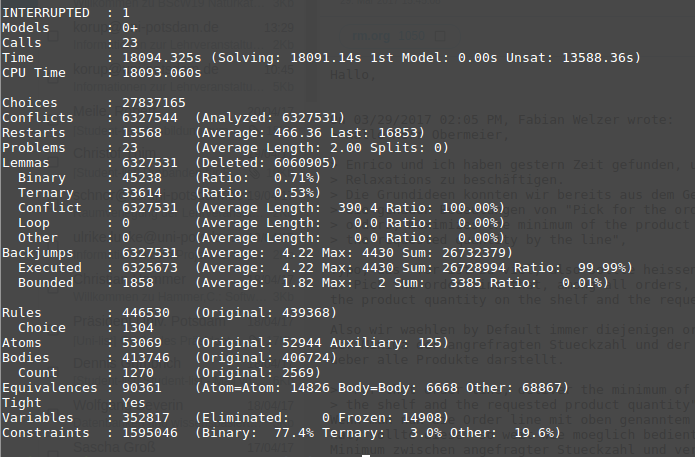 INTERRUPTED : 1
Models : 0+
Calls : 23
Time : 18094.325s (Solving: 18091.14s 1st Model: 0.00s Unsat: 13588.36s)
CPU Time : 18093.060s
Choices : 27837165
Conflicts : 6327544 (Analyzed: 6327531)
Restarts : 13568 (Average: 466.36 Last: 16853)
Problems : 23 (Average Length: 2.00 Splits: 0)
Lemmas : 6327531 (Deleted: 6060905)
Binary : 45238 (Ratio: 0.71%)
Ternary : 33614 (Ratio: 0.53%)
Conflict : 6327531 (Average Length: 390.4 Ratio: 100.00%)
Loop : 0 (Average Length: 0.0 Ratio: 0.00%)
Other : 0 (Average Length: 0.0 Ratio: 0.00%)
Backjumps : 6327531 (Average: 4.22 Max: 4430 Sum: 26732379)
Executed : 6325673 (Average: 4.22 Max: 4430 Sum: 26728994 Ratio: 99.99%)
Bounded : 1858 (Average: 1.82 Max: 2 Sum: 3385 Ratio: 0.01%)
Rules : 446530 (Original: 439368)
Choice : 1304
Atoms : 53069 (Original: 52944 Auxiliary: 125)
Bodies : 413746 (Original: 406724)
Count : 1270 (Original: 2569)
Equivalences : 90361 (Atom=Atom: 14826 Body=Body: 6668 Other: 68867)
Tight : Yes
Variables : 352817 (Eliminated: 0 Frozen: 14908)
Constraints : 1595046 (Binary: 77.4% Ternary: 3.0% Other: 19.6%)